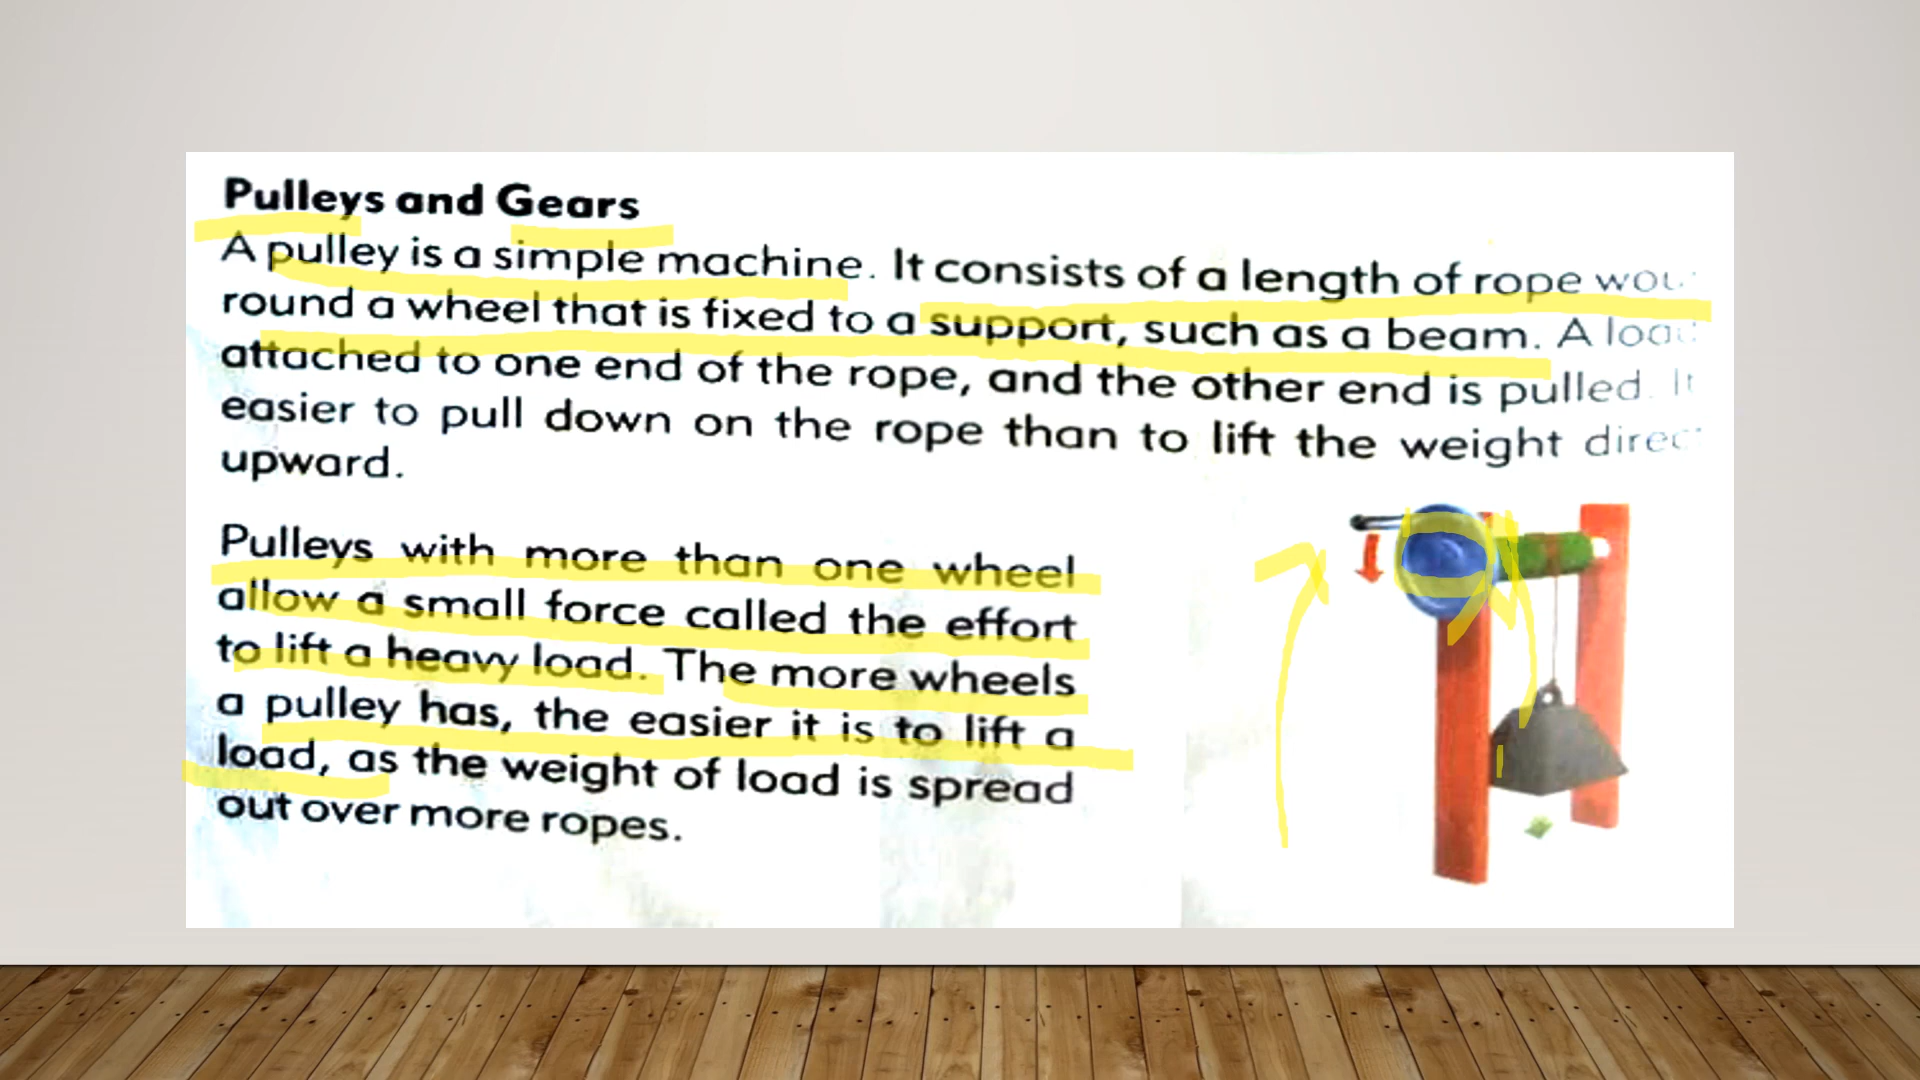 Pulleys and Gears
A pulley is a simple machine. It consists of a length of rope
round a wheel that is fixed to a support, such as a beam. A
attached to one end of the rope, and the other end is pulled. It
easier to pull down on the rope than to lift the weight
upward.
Pulleys with more than one wheel
allow a small force called the effort
to lift a heavy load. The more wheels
a pulley has, the easier it is to lift a
load, as the weight of load is spread
out over more ropes.